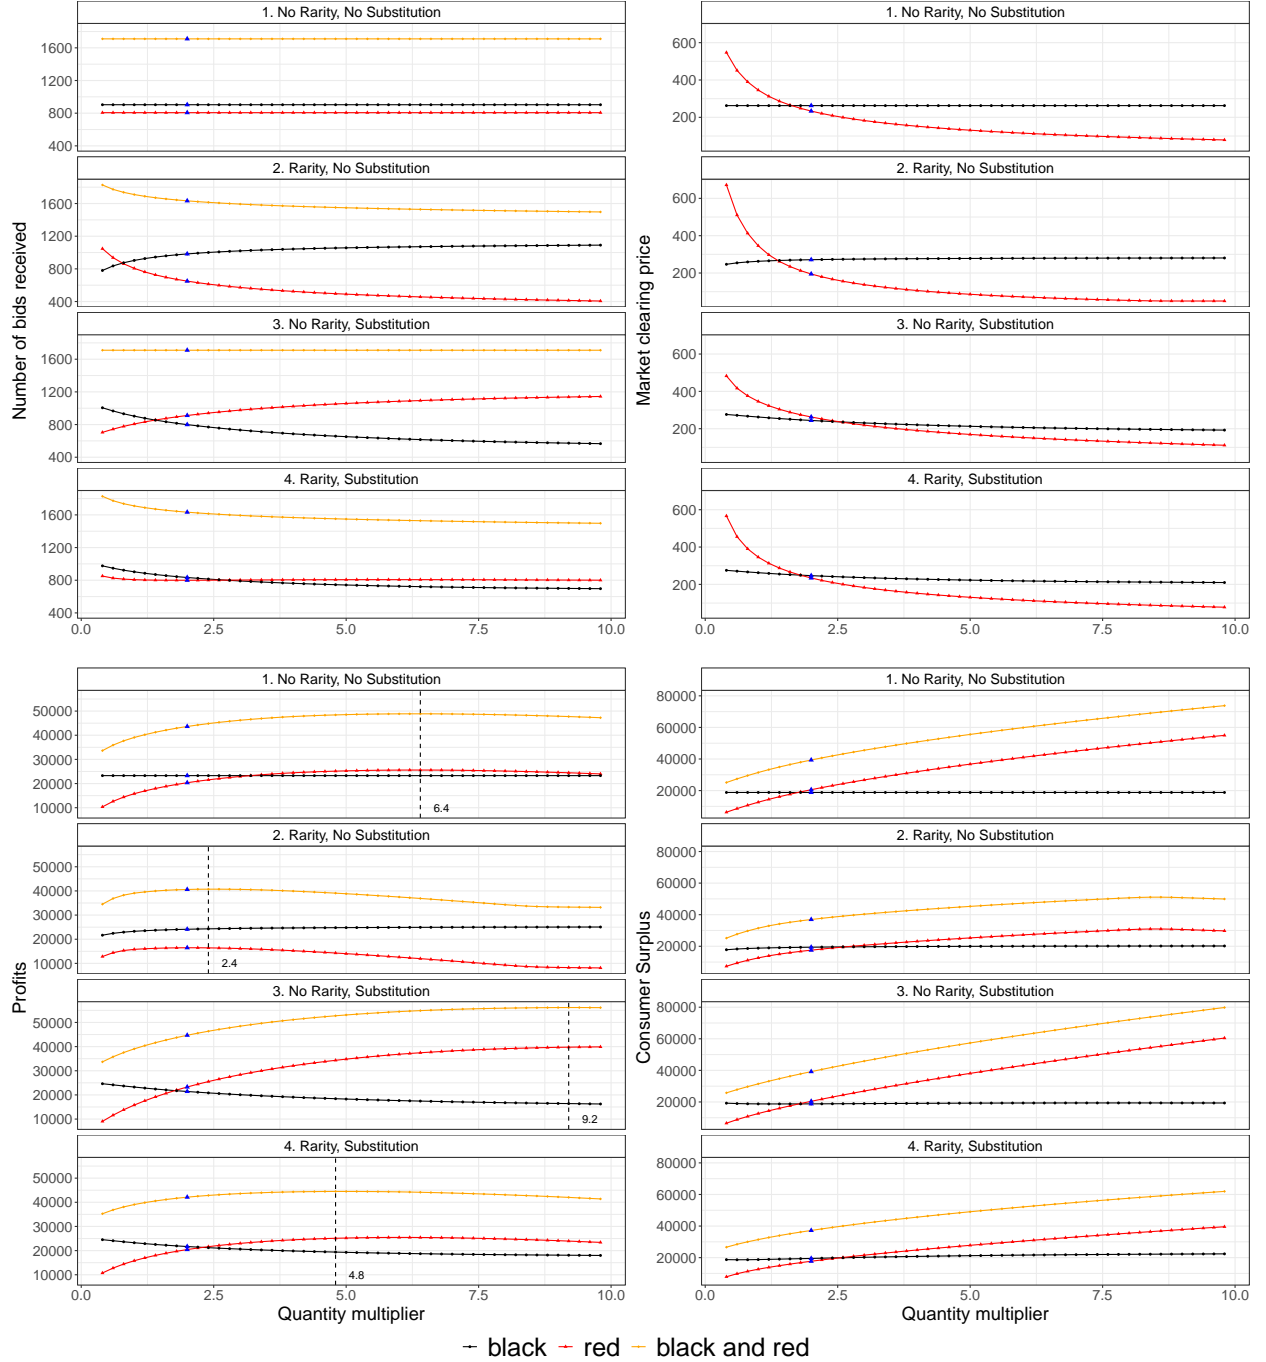 1. No Rarity, No Substitution
1600
1200
800
400
2. Rarity, No Substitution
1600
1200
800
400
3. No Rarity, Substitution
1600
1200
800
400
4. Rarity, Substitution
1600
1200
800
400
0.0 2.5 5.0 7.5 10.0
Number of bids received
1. No Rarity, No Substitution
600
400
200
2. Rarity, No Substitution
600
400
200
3. No Rarity, Substitution
600
400
200
4. Rarity, Substitution
600
400
200
0.0 2.5 5.0 7.5 10.0
Market clearing price
1. No Rarity, No Substitution
50000
40000
30000
20000
10000
6.4
2. Rarity, No Substitution
50000
40000
30000
20000
10000
2.4
3. No Rarity, Substitution
50000
40000
30000
20000
10000
9.2
4. Rarity, Substitution
50000
40000
30000
20000
10000
4.8
0.0 2.5 5.0 7.5 10.0
Quantity multiplier
Profits
1. No Rarity, No Substitution
80000
60000
40000
20000
2. Rarity, No Substitution
80000
60000
40000
20000
3. No Rarity, Substitution
80000
60000
40000
20000
4. Rarity, Substitution
80000
60000
40000
20000
0.0 2.5 5.0 7.5 10.0
Quantity multiplier
Consumer Surplus
black red black and red